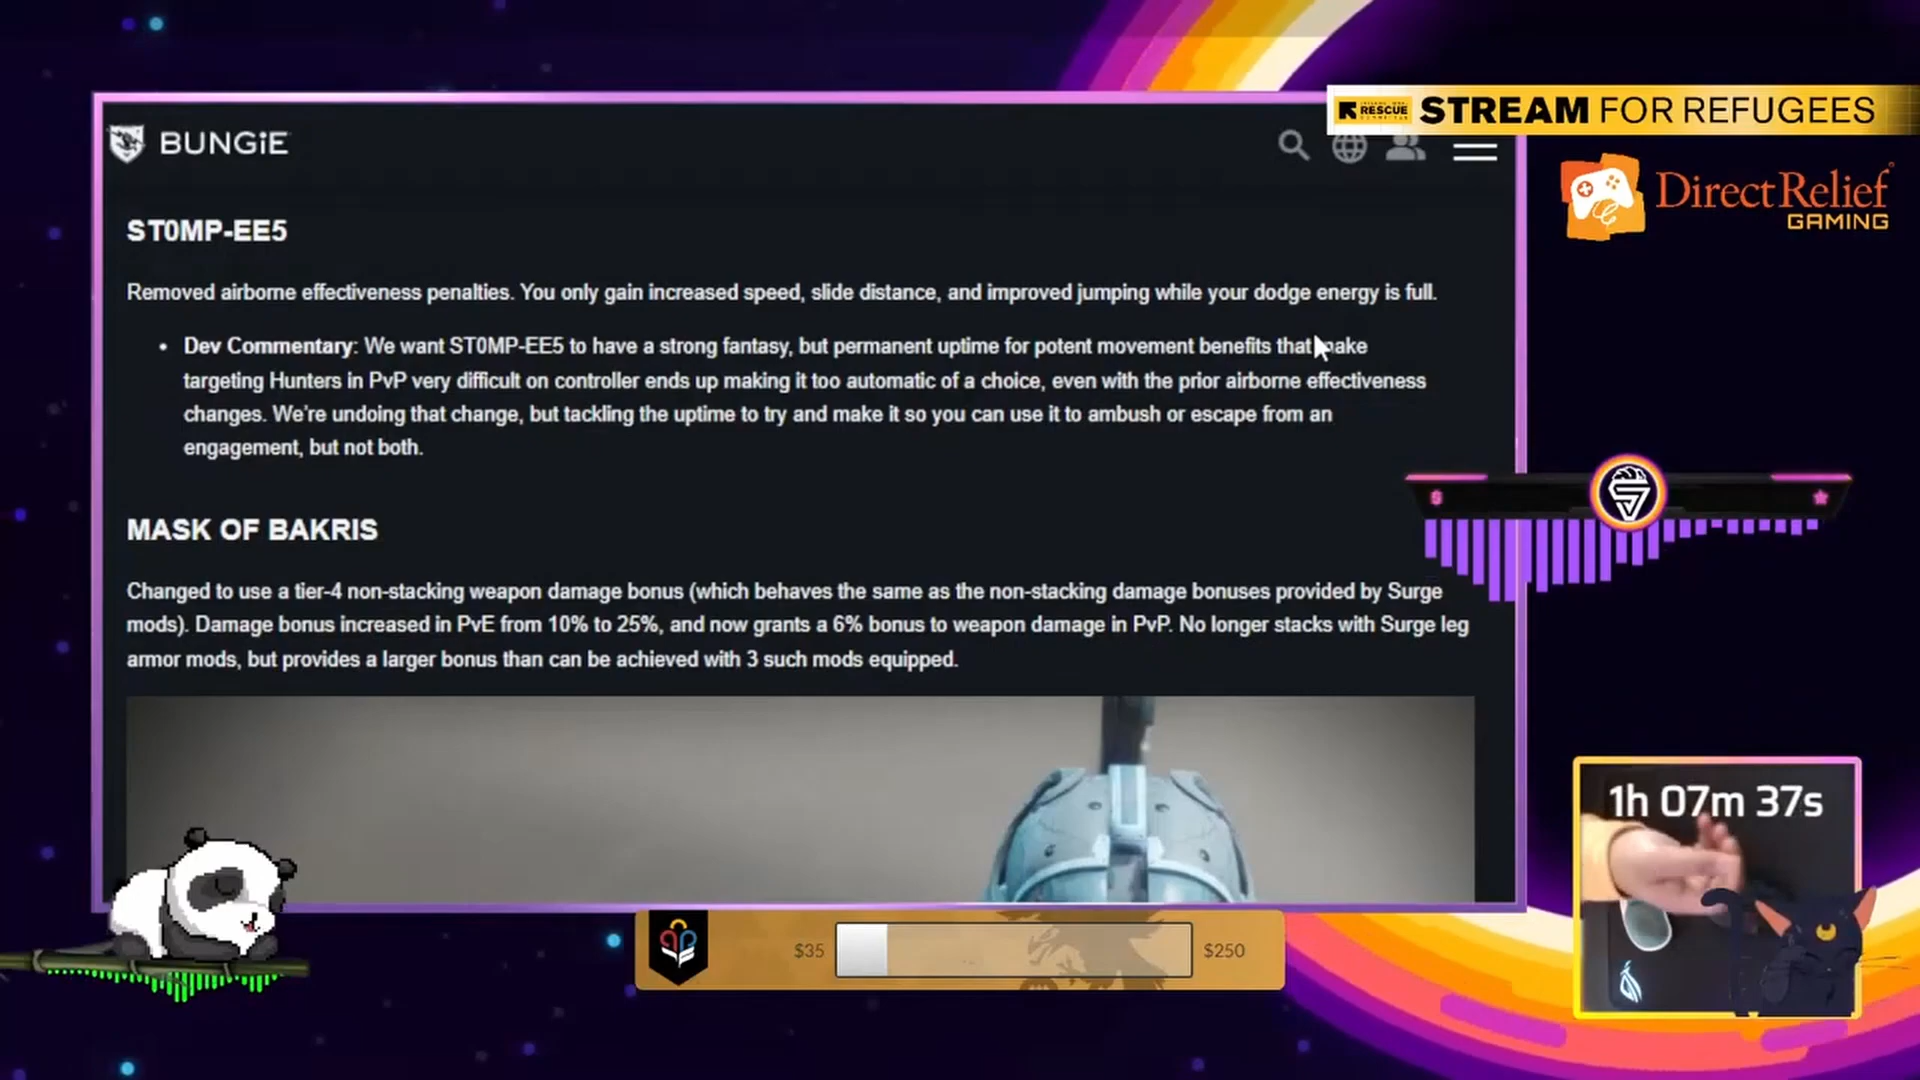 RESCUE
STREAM FOR REFUGEES
BUNGiE
DirectRelief
GAMING
ST0MP-EE5
Removed airborne effectiveness penalties. You only gain increased speed, slide distance, and improved jumping while your dodge energy is full.
• Dev Commentary: We want ST0MP-EE5 to have a strong fantasy, but permanent uptime for potent movement benefits that make
targeting Hunters in PvP very difficult on controller ends up making it too automatic of a choice, even with the prior airborne effectiveness
changes. We're undoing that change, but tackling the uptime to try and make it so you can use it to ambush or escape from an
engagement, but not both.
MASK OF BAKRIS
Changed to use a tier-4 non-stacking weapon damage bonus (which behaves the same as the non-stacking damage bonuses provided by Surge
mods). Damage bonus increased in PvE from 10% to 25%, and now grants a 6% bonus to weapon damage in PvP. No longer stacks with Surge leg
armor mods, but provides a larger bonus than can be achieved with 3 such mods equipped.
1h 07m 37s
$35
$250